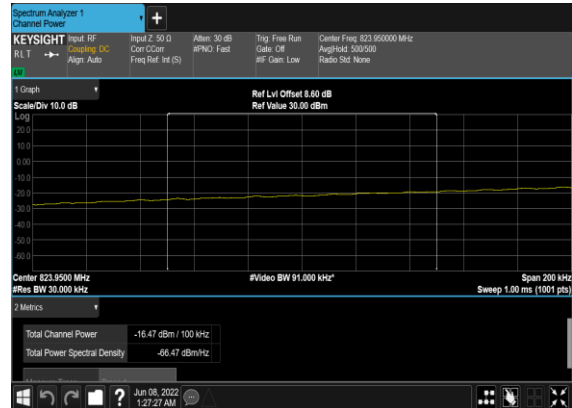 Spectrum Analyzer 1
Channel Power
KEYSIGHT Input: RF Input Z: 50 Ω Atten: 30 dB Trig: Free Run Center Freq: 823.950000 MHz
RLT Coupling: DC Corr CCorr #PNO: Fast Gate: Off Avg|Hold: 500/500
Align: Auto Freq Ref: Int (S) #IF Gain: Low Radio Std: None
1 Graph
Ref Lvl Offset 8.60 dB
Scale/Div 10.0 dB Ref Value 30.00 dBm
Log
20.0
10.0
0.00
-10.0
-20.0
-30.0
-40.0
-50.0
-60.0
Center 823.9500 MHz #Video BW 91.000 kHz* Span 200 kHz
#Res BW 30.000 kHz Sweep 1.00 ms (1001 pts)
2 Metrics
Total Channel Power -16.47 dBm / 100 kHz
Total Power Spectral Density -66.47 dBm/Hz
Jun 08, 2022
1:27:27 AM